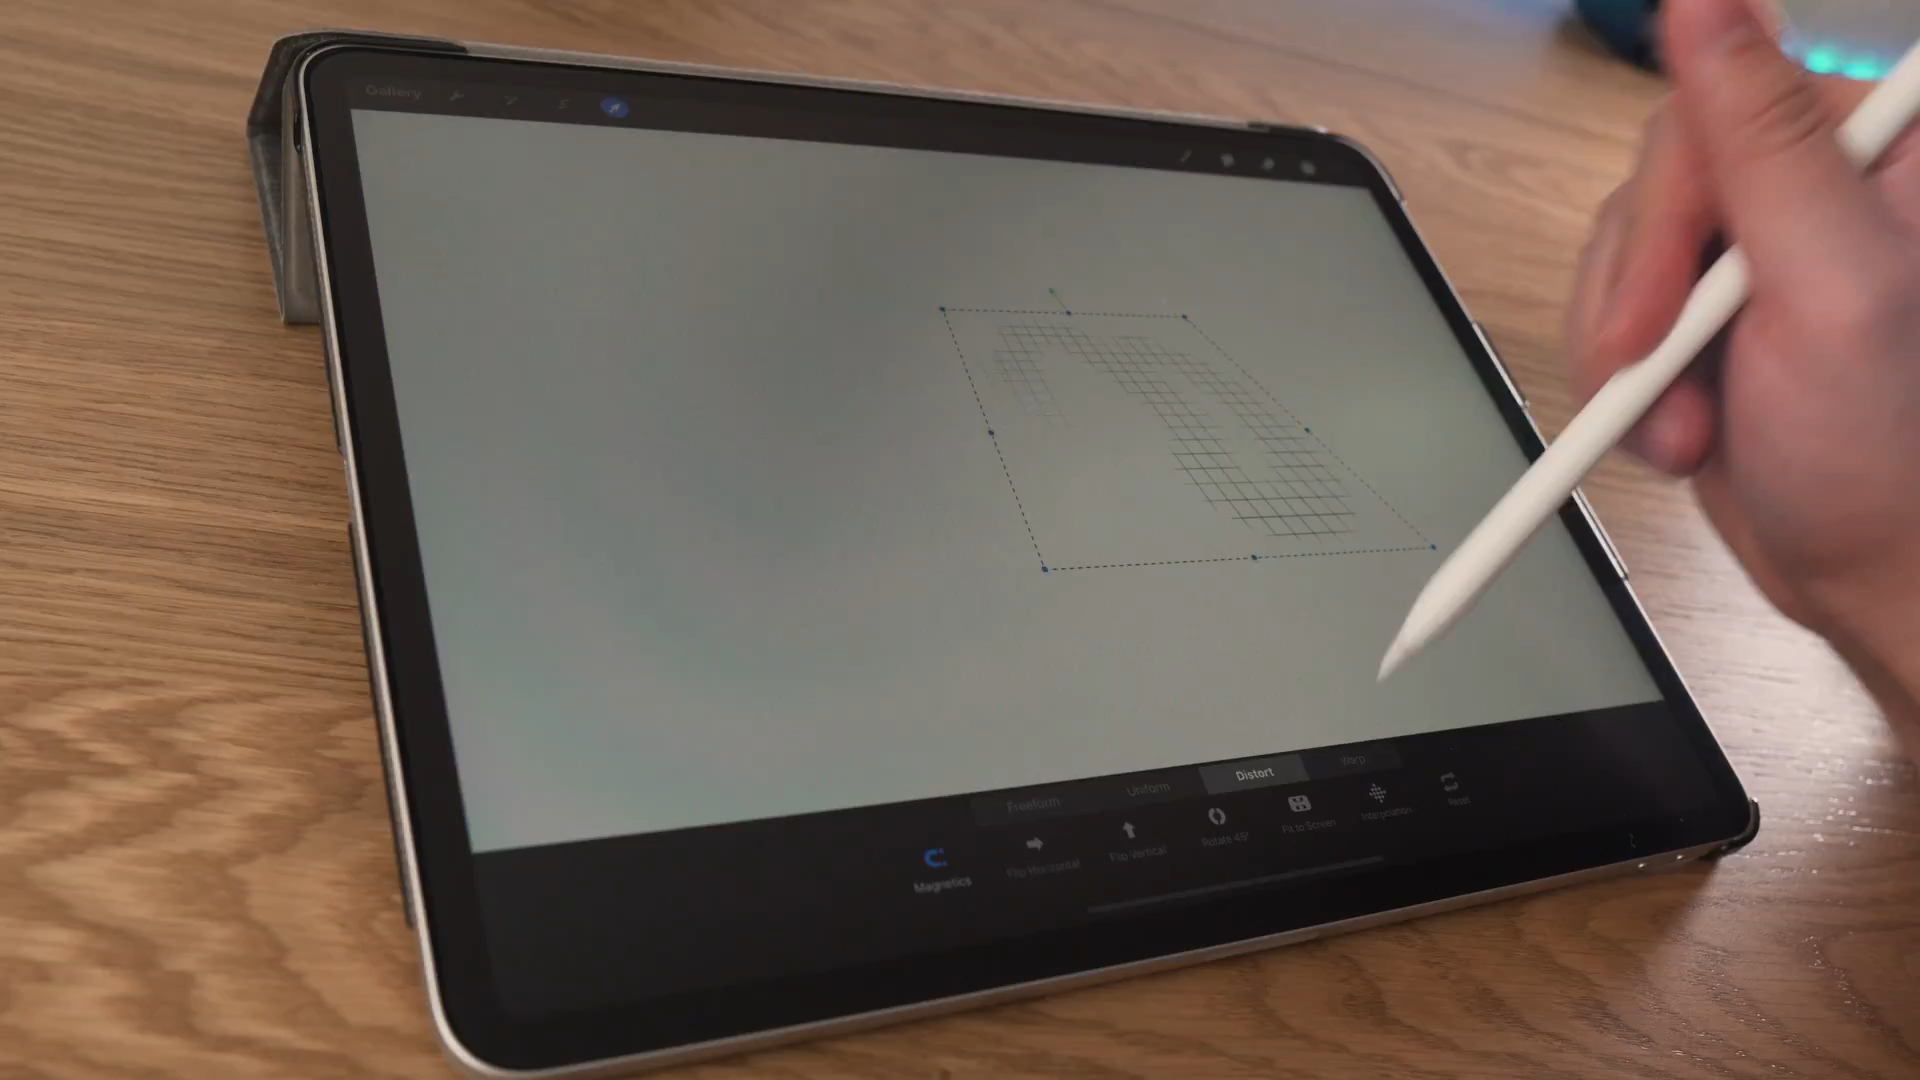 Gallery
Freeform
Uniform
Distort
Warp
Magnetics
Flip Horizontal
Flip Vertical
Rotate 45°
Fit to Screen
Interpolation
Reset